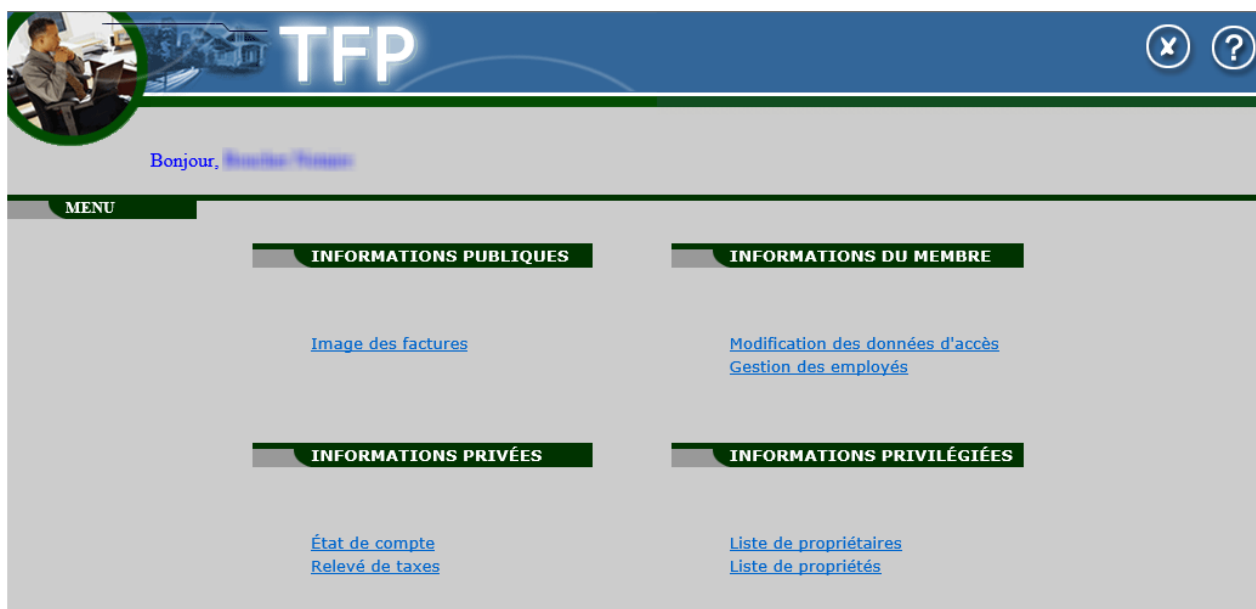 TFP
X ?
Bonjour,
MENU
INFORMATIONS PUBLIQUES
Image des factures
INFORMATIONS DU MEMBRE
Modification des données d'accès
Gestion des employés
INFORMATIONS PRIVÉES
État de compte
Relevé de taxes
INFORMATIONS PRIVILÉGIÉES
Liste de propriétaires
Liste de propriétés